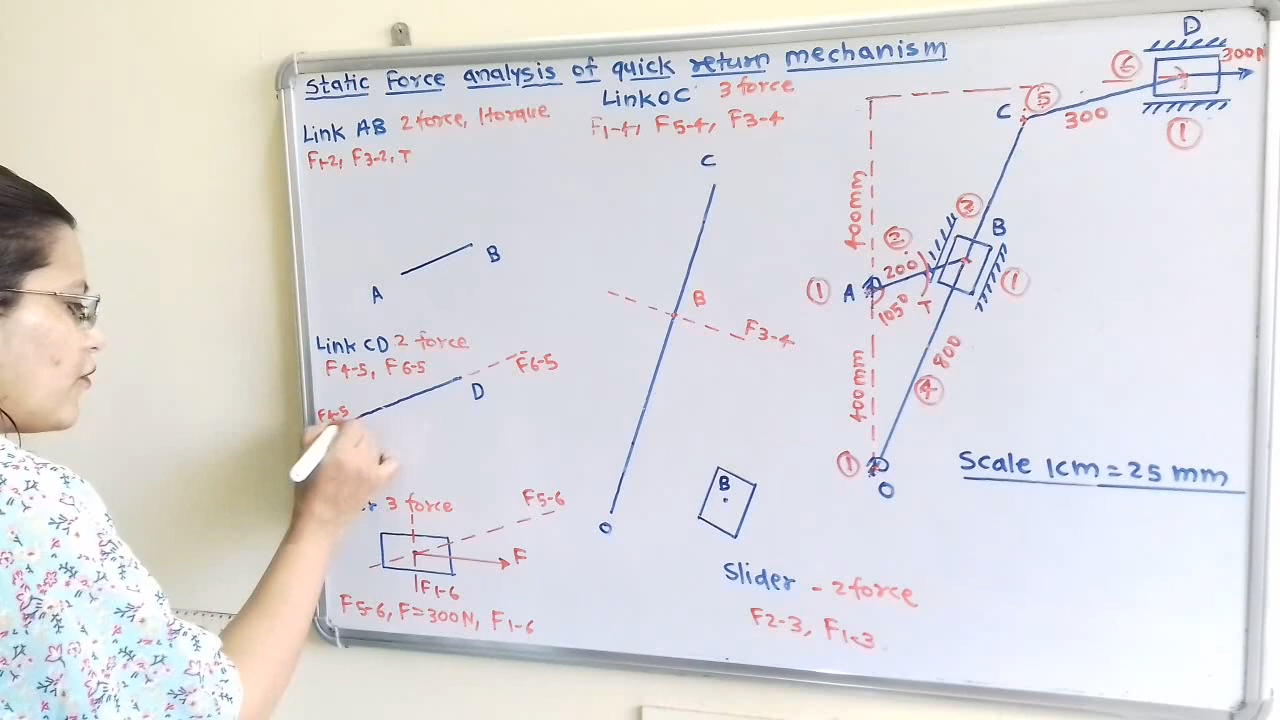 Static Force analysis of quick return mechanism
Link AB 2 force, 1 torque
F1-2, F3-2, T
A B
Link CD 2 force
F4-5, F6-5
F6-5
D
F4-5
3 force
F5-6
F
F1-6
F5-6, F=300N, F1-6
Link OC 3 force
F1-4, F5-4, F3-4
C
B
F3-4
O
B
Slider - 2 force
F2-3, F1-3
D
300N
6
5
C
300
1
400mm
3
B
2
200
1
A
105°
T
1
800
400mm
4
1
O
Scale 1cm = 25 mm